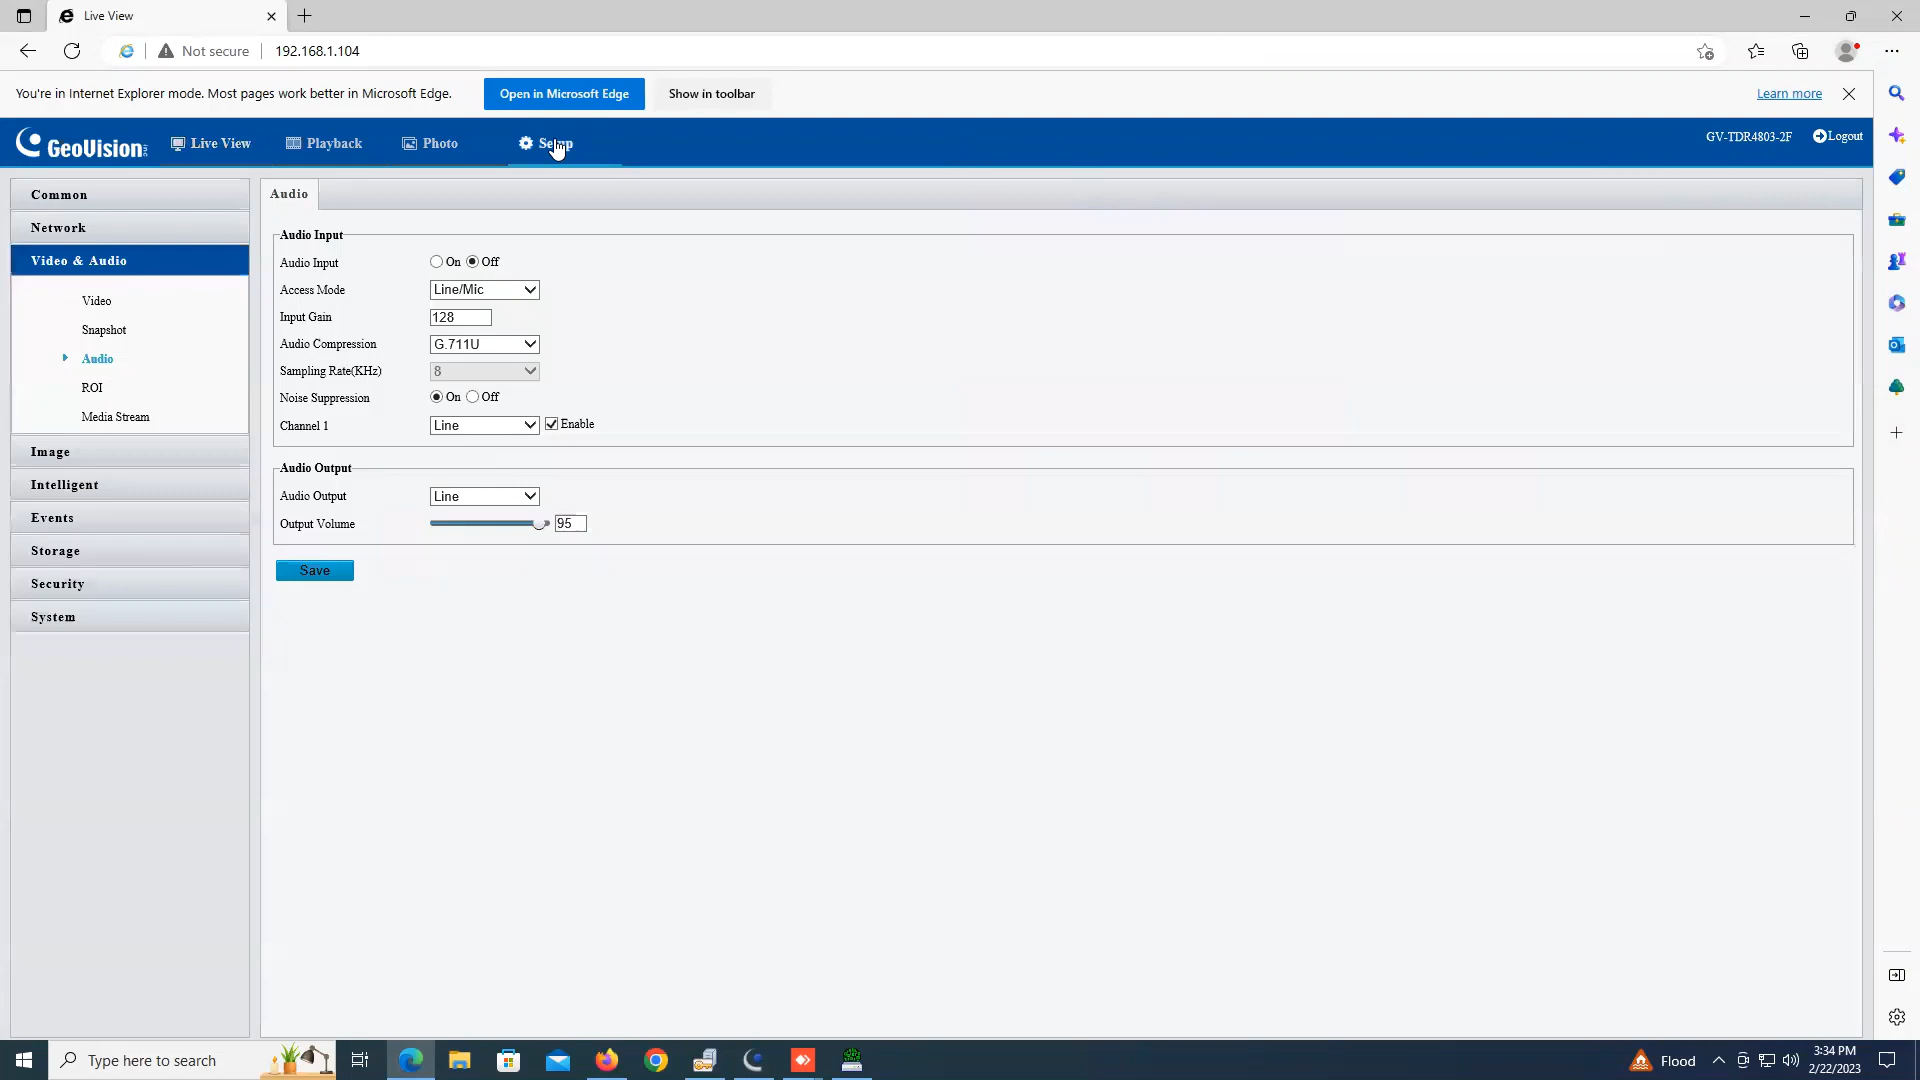 Live View
Not secure
192.168.1.104
You're in Internet Explorer mode. Most pages work better in Microsoft Edge.
Open in Microsoft Edge
Show in toolbar
Learn more
GeoVision
Live View
Playback
Photo
Setup
GV-TDR4803-2F
Logout
Common
Network
Video & Audio
Video
Snapshot
Audio
ROI
Media Stream
Image
Intelligent
Events
Storage
Security
System
Audio
Audio Input
Audio Input On Off
Access Mode Line/Mic
Input Gain 128
Audio Compression G.711U
Sampling Rate(KHz) 8
Noise Suppression On Off
Channel 1 Line Enable
Audio Output
Audio Output Line
Output Volume 95
Save
Type here to search
Flood
3:34 PM
2/22/2023